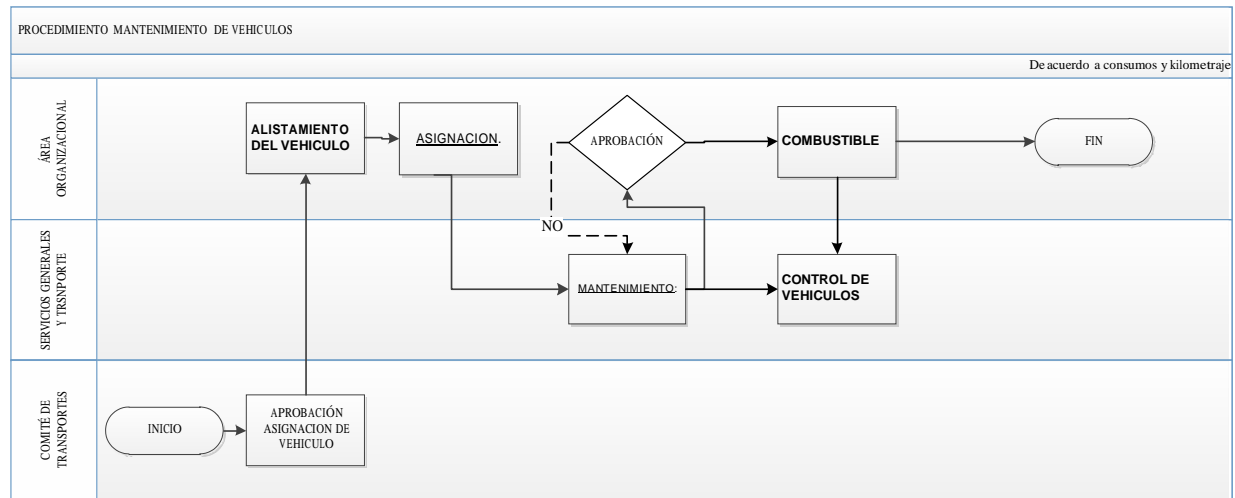 PROCEDIMIENTO MANTENIMIENTO DE VEHICULOS
De acuerdo a consumos y kilometraje
ÁREA
ORGANIZACIONAL
ALISTAMIENTO
DEL VEHICULO
ASIGNACION.
APROBACIÓN
COMBUSTIBLE
FIN
NO
SERVICIOS GENERALES
Y TRSNPORTE
MANTENIMIENTO:
CONTROL DE
VEHICULOS
COMITÉ DE
TRANSPORTES
INICIO
APROBACIÓN
ASIGNACION DE
VEHICULO